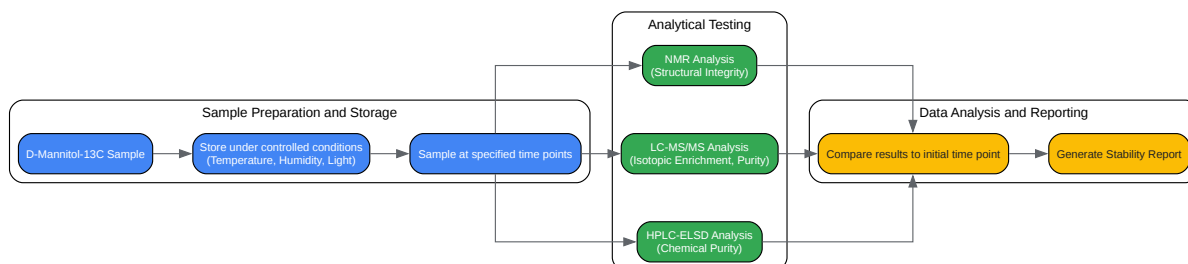 Analytical Testing
NMR Analysis
(Structural Integrity)
Sample Preparation and Storage
Data Analysis and Reporting
D-Mannitol-13C Sample
Store under controlled conditions
(Temperature, Humidity, Light)
Sample at specified time points
LC-MS/MS Analysis
(Isotopic Enrichment, Purity)
Compare results to initial time point
Generate Stability Report
HPLC-ELSD Analysis
(Chemical Purity)